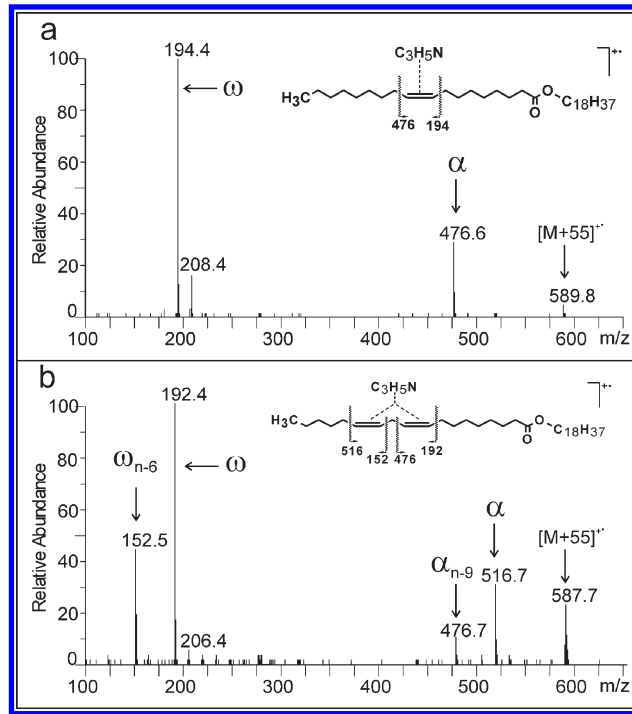 a
100
80
60
40
20
0
Relative Abundance
194.4
ω
208.4
C3H5N
+•
H3C
O
O
C18H37
476 194
α
476.6
[M+55]+•
589.8
100 200 300 400 500 600 m/z
b
100
80
60
40
20
0
Relative Abundance
192.4
ω
ωn-6
152.5
206.4
C3H5N
+•
H3C
O
O
C18H37
516 152 476 192
α
αn-9
516.7
476.7
[M+55]+•
587.7
100 200 300 400 500 600 m/z